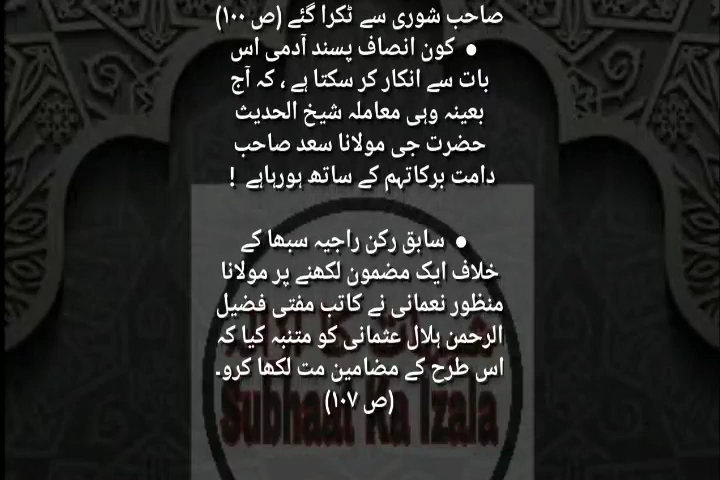 صاحب شوری سے ٹکرا گئے (ص ۱۰۰)
• کون انصاف پسند آدمی اس
بات سے انکار کر سکتا ہے ، کہ آج
بعینہ وہی معاملہ شیخ الحدیث
حضرت جی مولانا سعد صاحب
دامت برکاتہم کے ساتھ ہورہاہے !
• سابق رکن راجیہ سبھا کے
خلاف ایک مضمون لکھنے پر مولانا
منظور نعمانی نے کاتب مفتی فضیل
الرحمن ہلال عثمانی کو متنبہ کیا کہ
اس طرح کے مضامین مت لکھا کرو۔
(ص ۱۰۷)
Subhaat Ka Izala